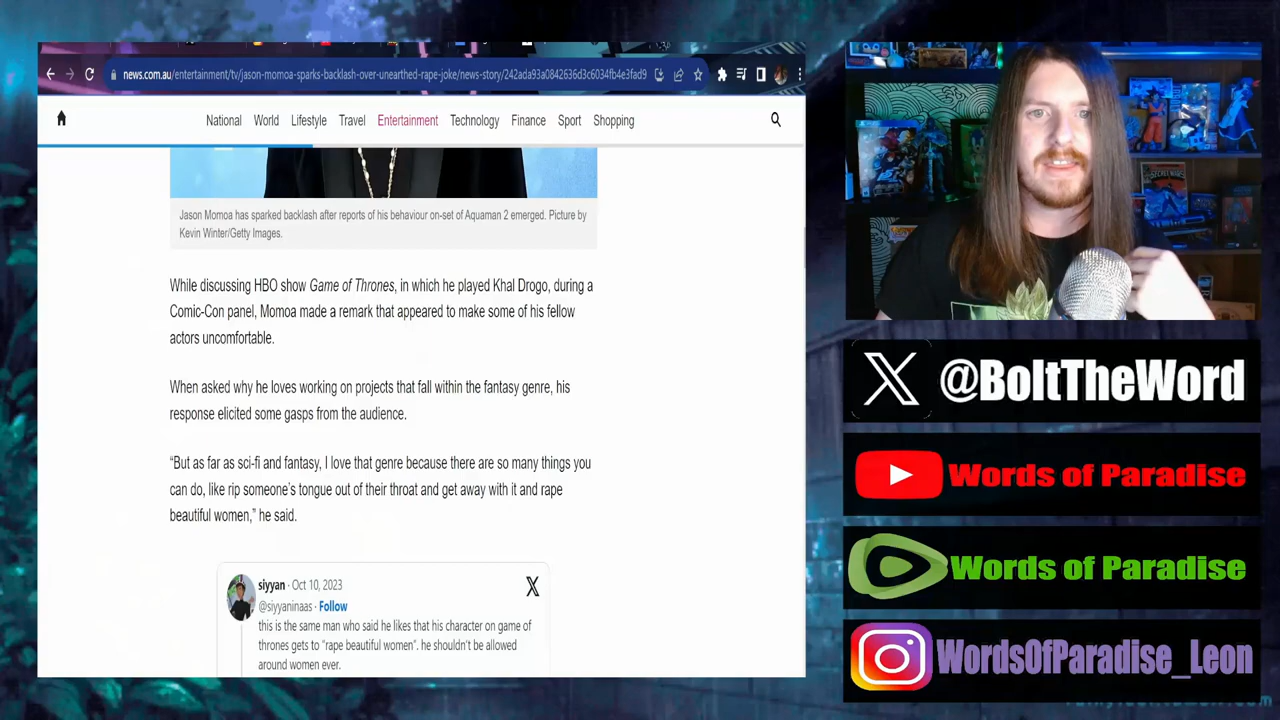 news.com.au/entertainment/tv/jason-momoa-sparks-backlash-over-unearthed-rape-joke/news-story/242ada93a0842636d3c6034fb4e3fad9
National World Lifestyle Travel Entertainment Technology Finance Sport Shopping
Jason Momoa has sparked backlash after reports of his behaviour on-set of Aquaman 2 emerged. Picture by
Kevin Winter/Getty Images.
While discussing HBO show Game of Thrones, in which he played Khal Drogo, during a
Comic-Con panel, Momoa made a remark that appeared to make some of his fellow
actors uncomfortable.
When asked why he loves working on projects that fall within the fantasy genre, his
response elicited some gasps from the audience.
“But as far as sci-fi and fantasy, I love that genre because there are so many things you
can do, like rip someone’s tongue out of their throat and get away with it and rape
beautiful women,” he said.
siyyan · Oct 10, 2023
@siyyaninaas · Follow
this is the same man who said he likes that his character on game of
thrones gets to “rape beautiful women”. he shouldn’t be allowed
around women ever.
SECRET WARS
X @BoltTheWord
Words of Paradise
Words of Paradise
WordsOfParadise_Leon